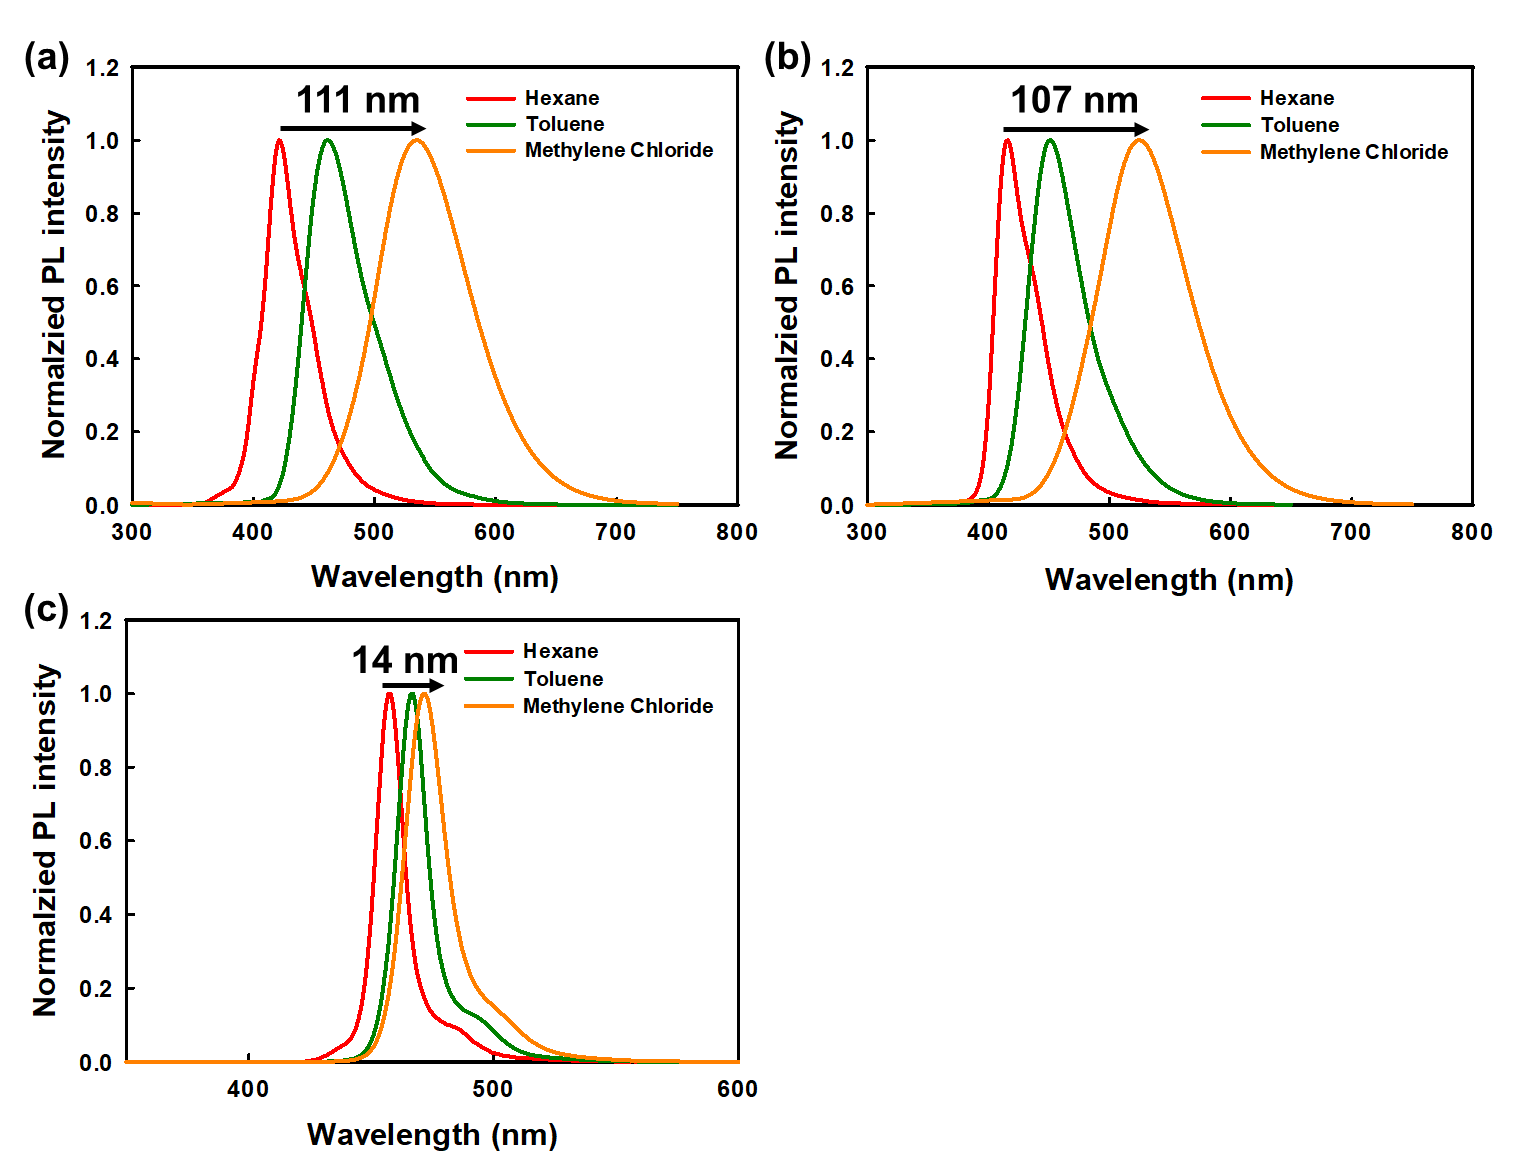 (a)
111 nm
Hexane
Toluene
Methylene Chloride
Normalzied PL intensity
1.2
1.0
0.8
0.6
0.4
0.2
0.0
300 400 500 600 700 800
Wavelength (nm)
(b)
107 nm
Hexane
Toluene
Methylene Chloride
Normalzied PL intensity
1.2
1.0
0.8
0.6
0.4
0.2
0.0
300 400 500 600 700 800
Wavelength (nm)
(c)
14 nm
Hexane
Toluene
Methylene Chloride
Normalzied PL intensity
1.2
1.0
0.8
0.6
0.4
0.2
0.0
400 500 600
Wavelength (nm)